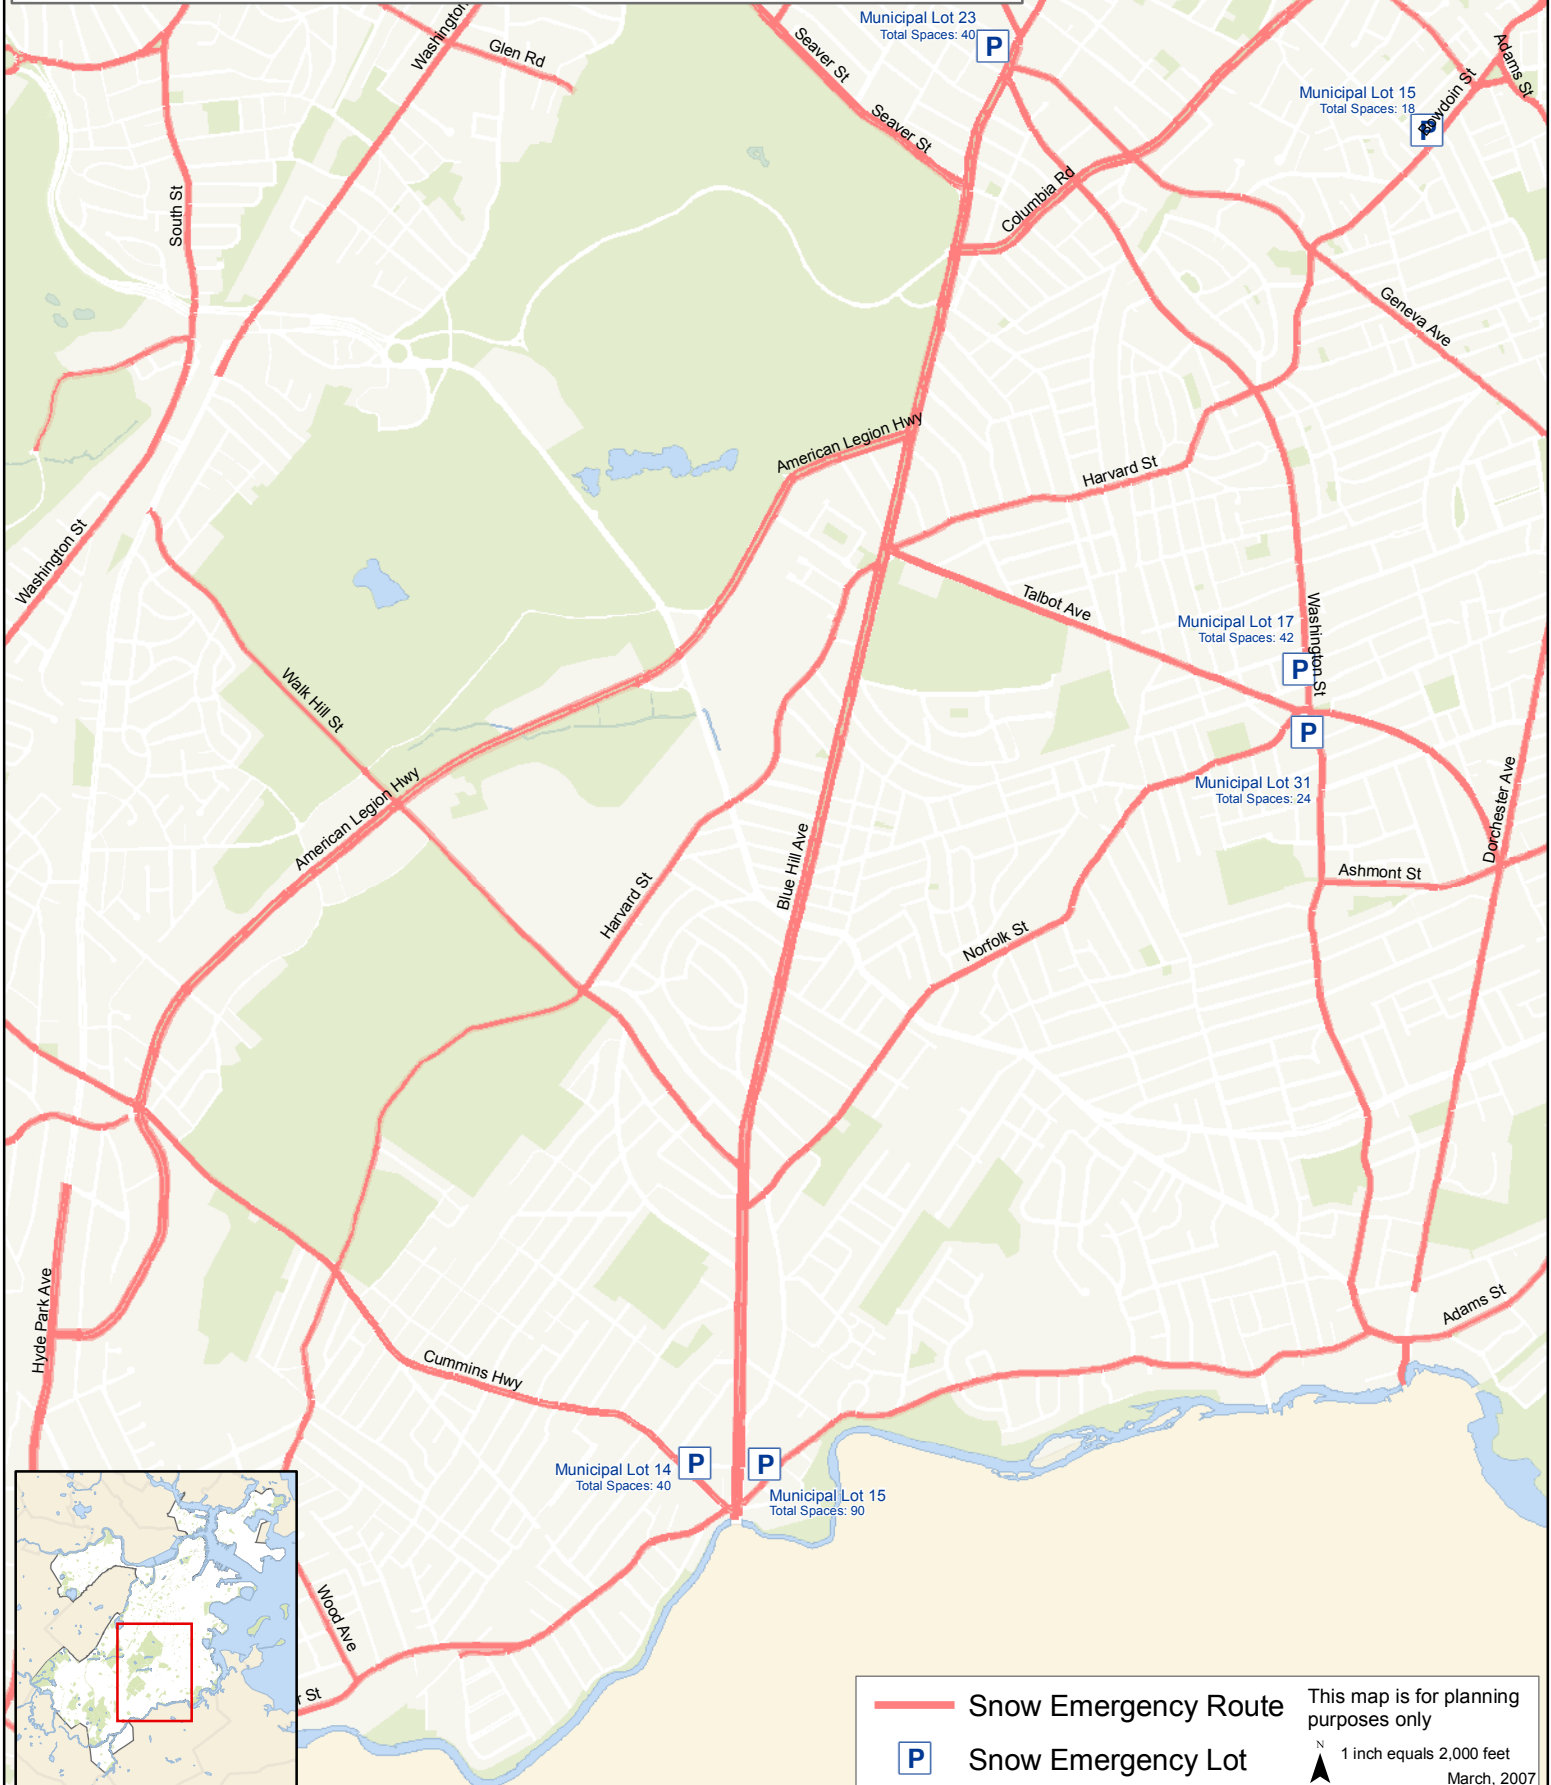 Washington
Glen Rd
Seaver St
Seaver St
Municipal Lot 23
Total Spaces: 40
P
Adams St
Bowdoin St
Municipal Lot 15
Total Spaces: 18
P
South St
Columbia Rd
Geneva Ave
American Legion Hwy
Harvard St
Washington St
Talbot Ave
Municipal Lot 17
Total Spaces: 42
P
Washington St
P
Municipal Lot 31
Total Spaces: 24
Walk Hill St
American Legion Hwy
Blue Hill Ave
Dorchester Ave
Ashmont St
Harvard St
Norfolk St
Hyde Park Ave
Adams St
Cummins Hwy
Municipal Lot 14
Total Spaces: 40
P
P
Municipal Lot 15
Total Spaces: 90
Wood Ave
r St
Snow Emergency Route
P
Snow Emergency Lot
This map is for planning
purposes only
N
1 inch equals 2,000 feet
March, 2007